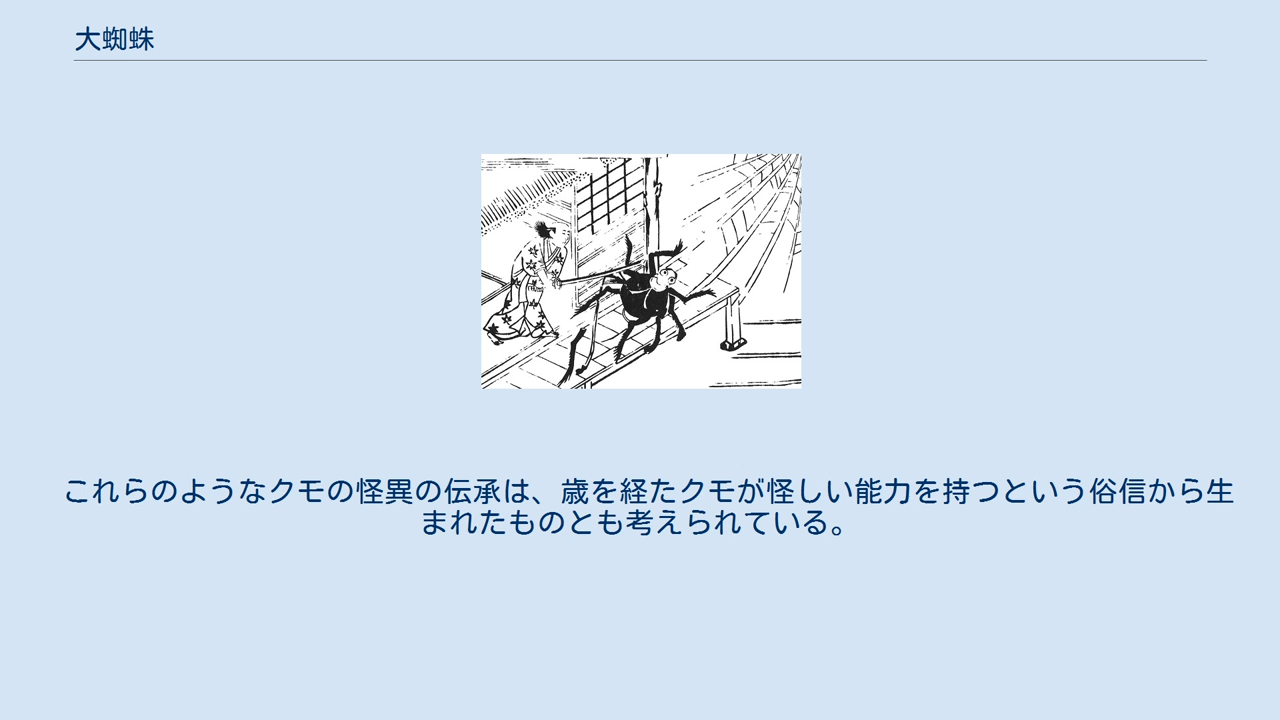 大蜘蛛
これらのようなクモの怪異の伝承は、歳を経たクモが怪しい能力を持つという俗信から生
まれたものとも考えられている。